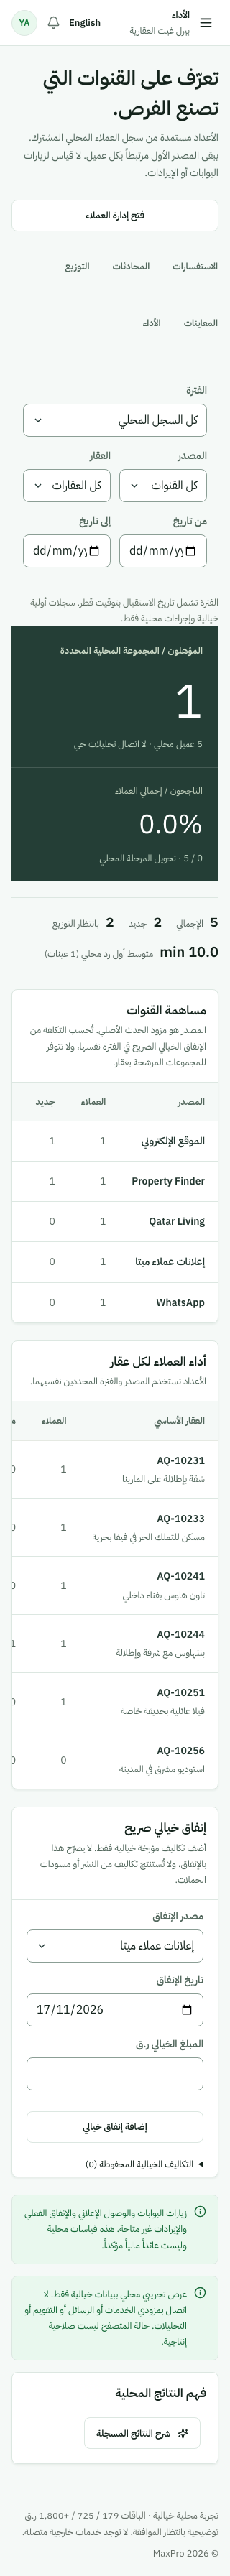 الأداء
بيرل غيت العقارية
English
YA
تعرّف على القنوات التي
تصنع الفرص.
الأعداد مستمدة من سجل العملاء المحلي المشترك.
يبقى المصدر الأول مرتبطاً بكل عميل. لا قياس لزيارات
البوابات أو الإيرادات.
فتح إدارة العملاء
الاستفسارات
المحادثات
التوزيع
المعاينات
الأداء
الفترة
كل السجل المحلي
المصدر
العقار
كل القنوات
كل العقارات
من تاريخ
إلى تاريخ
dd/mm/yy
dd/mm/yy
الفترة تشمل تاريخ الاستقبال بتوقيت قطر. سجلات أولية
خيالية وإجراءات محلية فقط.
المؤهلون / المجموعة المحلية المحددة
1
5 عميل محلي · لا اتصال تحليلات حي
الناجحون / إجمالي العملاء
0.0%
0 / 5 · تحويل المرحلة المحلي
5 الإجمالي
2 جديد
2 بانتظار التوزيع
10.0 min متوسط أول رد محلي (1 عينات)
مساهمة القنوات
المصدر هو مزود الحدث الأصلي. تُحسب التكلفة من
الإنفاق الخيالي الصريح في الفترة نفسها، ولا تتوفر
للمجموعات المرشحة بعقار.
المصدر
العملاء
جديد
الموقع الإلكتروني
1
1
Property Finder
1
1
Qatar Living
1
0
إعلانات عملاء ميتا
1
0
WhatsApp
1
0
أداء العملاء لكل عقار
الأعداد تستخدم المصدر والفترة المحددين نفسيهما.
العقار الأساسي
العملاء
AQ-10231
شقة بإطلالة على المارينا
1
AQ-10233
مسكن للتملك الحر في فيفا بحرية
1
AQ-10241
تاون هاوس بفناء داخلي
1
AQ-10244
بنتهاوس مع شرفة وإطلالة
1
AQ-10251
فيلا عائلية بحديقة خاصة
1
AQ-10256
استوديو مشرق في المدينة
0
إنفاق خيالي صريح
أضف تكاليف مؤرخة خيالية فقط. لا يصرّح هذا
بالإنفاق، ولا تُستنتج تكاليف من النشر أو مسودات
الحملات.
مصدر الإنفاق
إعلانات عملاء ميتا
تاريخ الإنفاق
17/11/2026
المبلغ الخيالي ر.ق
إضافة إنفاق خيالي
التكاليف الخيالية المحفوظة (0)
زيارات البوابات والوصول الإعلاني والإنفاق الفعلي
والإيرادات غير متاحة. هذه قياسات محلية
وليست عائداً مالياً مؤكداً.
عرض تجريبي محلي ببيانات خيالية فقط. لا
اتصال بمزودي الخدمات أو الرسائل أو التقويم أو
التحليلات. حالة المتصفح ليست صلاحية
إنتاجية.
فهم النتائج المحلية
شرح النتائج المسجلة
تجربة محلية خيالية · الباقات 179 / 725 / +1,800 ر.ق
توضيحية بانتظار الموافقة. لا توجد خدمات خارجية متصلة.
© 2026 MaxPro